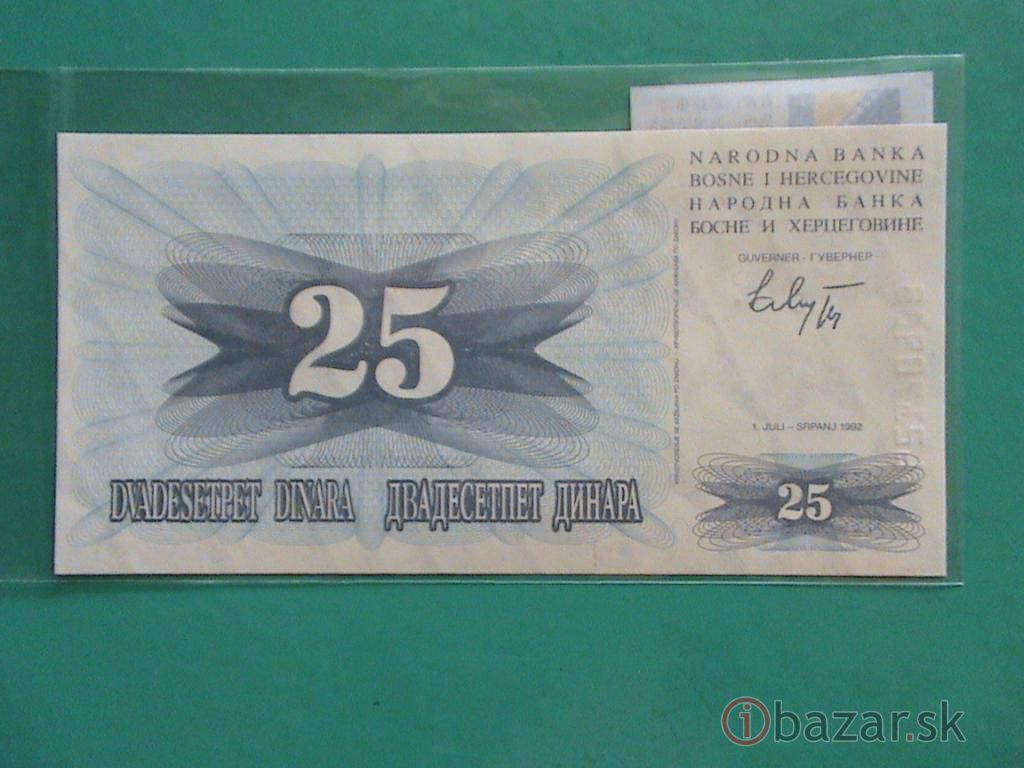 NARODNA BANKA
BOSNE I HERCEGOVINE
НАРОДНА БАНКА
БОСНЕ И ХЕРЦЕГОВИНЕ
GUVERNER - ГУВЕРНЕР
1. JULI – SRPANJ 1992
25
DVADESETPET DINARA ДВАДЕСЕТПЕТ ДИНАРА
25
ibazar.sk